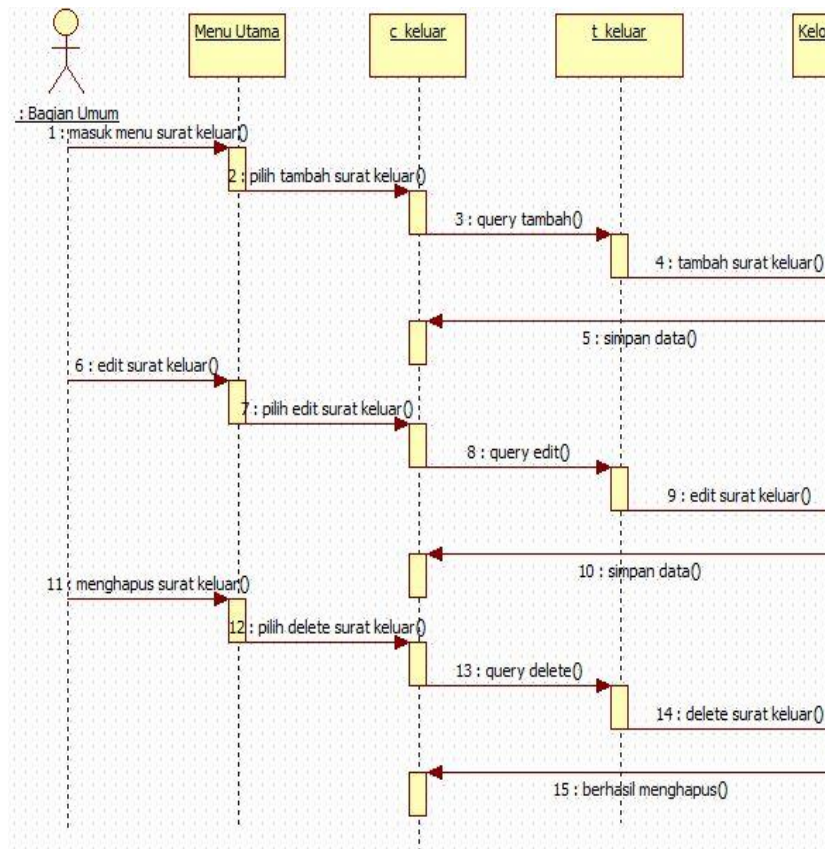 Menu Utama
c_keluar
t_keluar
Kelo
: Bagian Umum
1 : masuk menu surat keluar()
2 : pilih tambah surat keluar()
3 : query tambah()
4 : tambah surat keluar()
5 : simpan data()
6 : edit surat keluar()
7 : pilih edit surat keluar()
8 : query edit()
9 : edit surat keluar()
10 : simpan data()
11 : menghapus surat keluar()
12 : pilih delete surat keluar()
13 : query delete()
14 : delete surat keluar()
15 : berhasil menghapus()